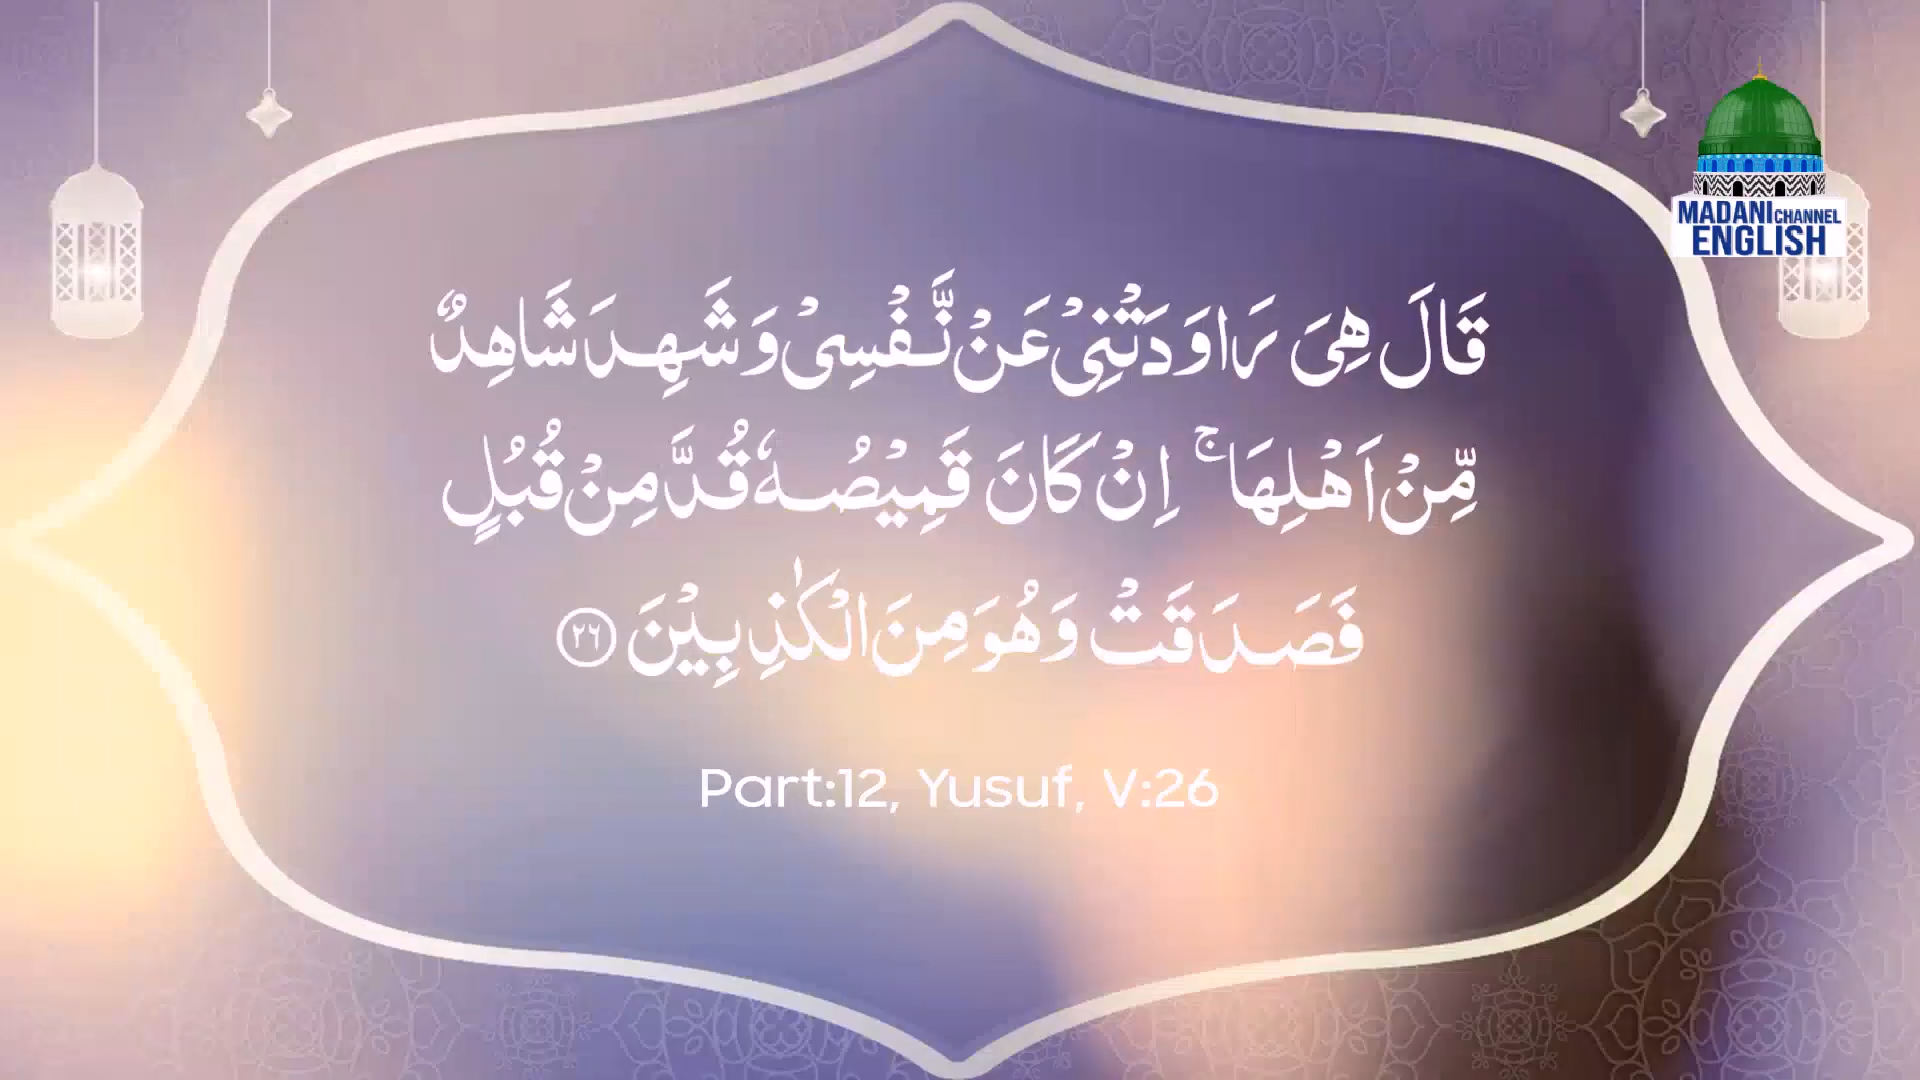 MADANI CHANNEL
ENGLISH
قَالَ هِیَ رَاوَدَتْنِیْ عَنْ نَّفْسِیْ وَ شَهِدَ شَاهِدٌ
مِّنْ اَهْلِهَا ۚ اِنْ كَانَ قَمِیْصُهٗ قُدَّ مِنْ قُبُلٍ
فَصَدَقَتْ وَ هُوَ مِنَ الْكٰذِبِیْنَ ﴿۲۶﴾
Part:12, Yusuf, V:26